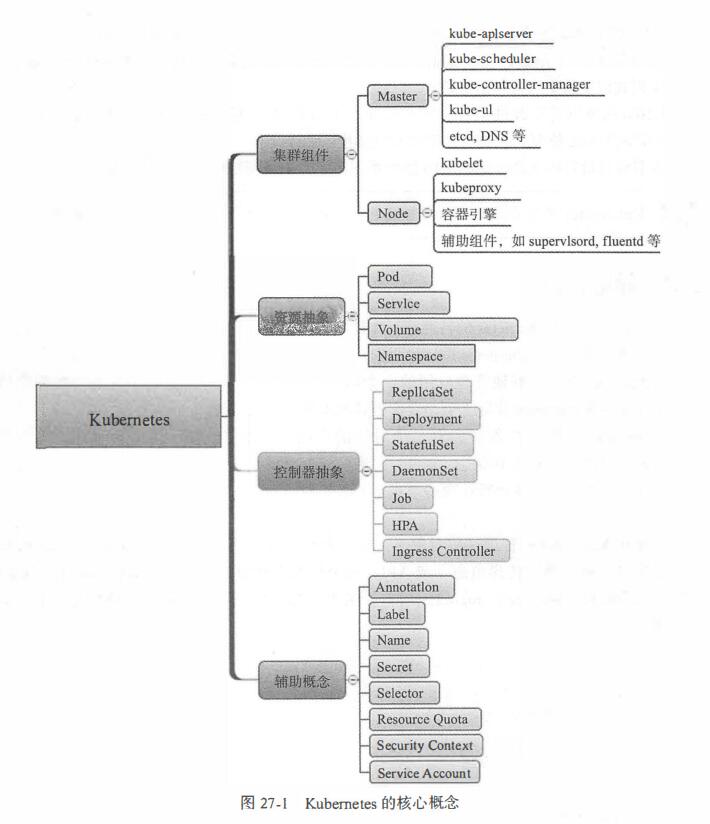 Kubernetes
集群组件
Master
kube-aplserver
kube-scheduler
kube-controller-manager
kube-ul
etcd, DNS 等
Node
kubelet
kubeproxy
容器引擎
辅助组件，如 supervlsord, fluentd 等
资源抽象
Pod
Servlce
Volume
Namespace
控制器抽象
RepllcaSet
Deployment
StatefulSet
DaemonSet
Job
HPA
Ingress Controller
辅助概念
Annotatlon
Label
Name
Secret
Selector
Resource Quota
Security Context
Service Account
图 27-1 Kubernetes 的核心概念